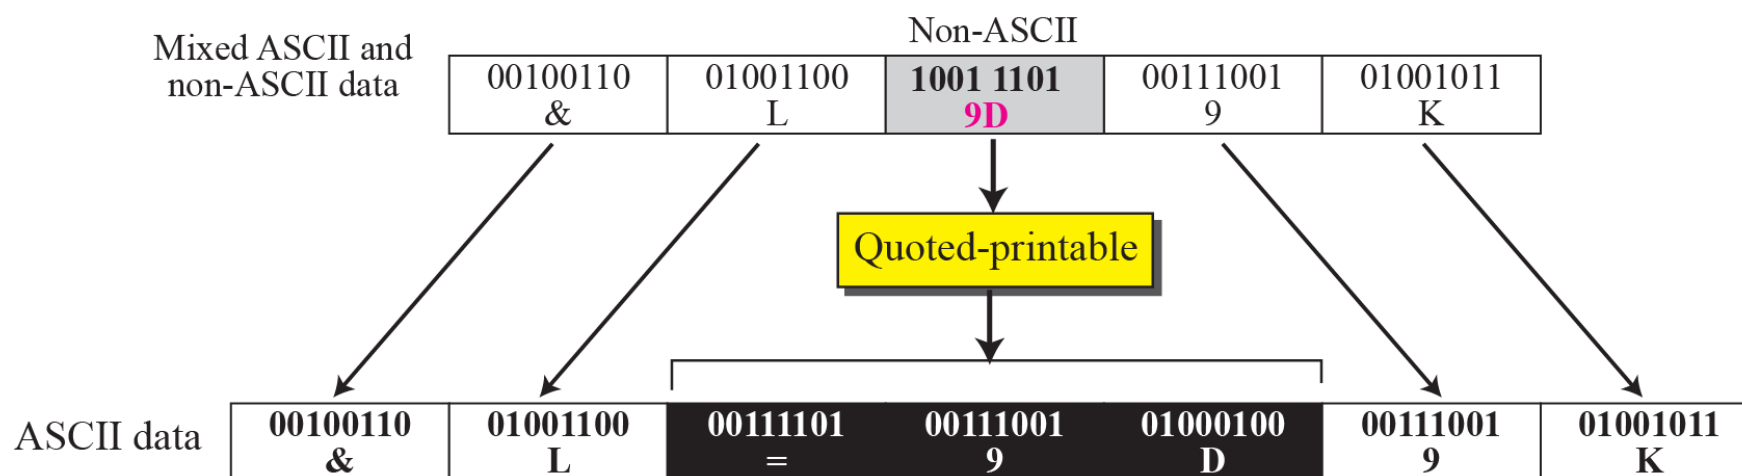 Non-ASCII
Mixed ASCII and
non-ASCII data
00100110 01001100 1001 1101 00111001 01001011
& L 9D 9 K
Quoted-printable
ASCII data
00100110 01001100 00111101 00111001 01000100 00111001 01001011
& L = 9 D 9 K